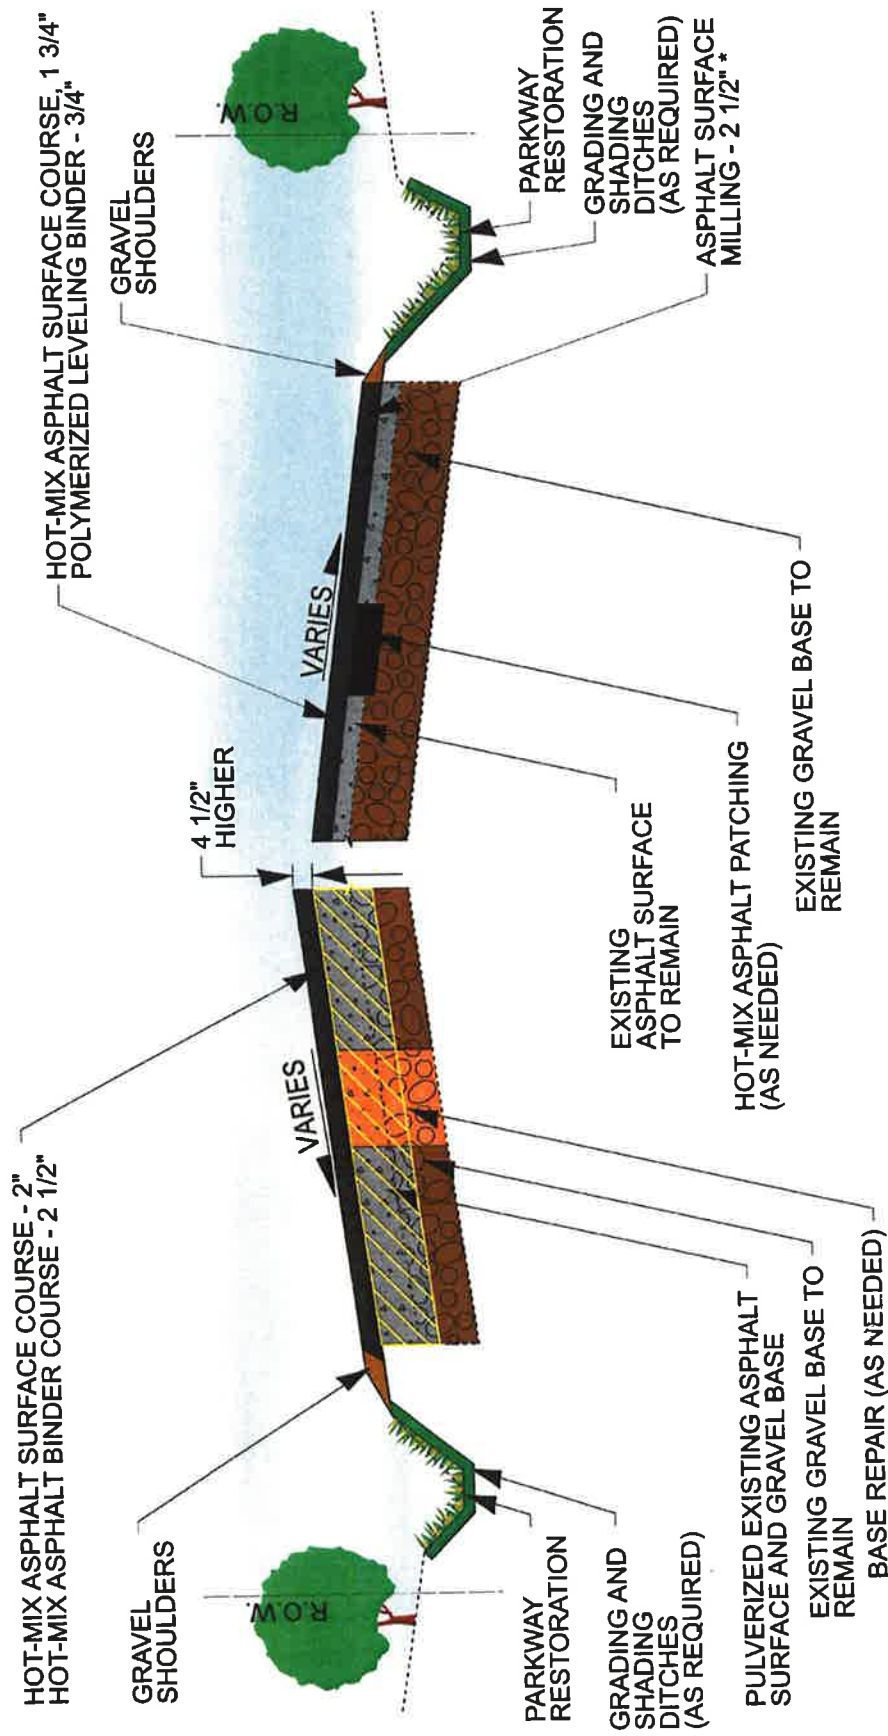 HOT-MIX ASPHALT SURFACE COURSE - 2"
HOT-MIX ASPHALT BINDER COURSE - 2 1/2"
GRAVEL
SHOULDERS
R.O.W.
VARIES
4 1/2"
HIGHER
PARKWAY
RESTORATION
GRADING AND
SHADING
DITCHES
(AS REQUIRED)
PULVERIZED EXISTING ASPHALT
SURFACE AND GRAVEL BASE
EXISTING GRAVEL BASE TO
REMAIN
BASE REPAIR (AS NEEDED)
HOT-MIX ASPHALT SURFACE COURSE, 1 3/4"
POLYMERIZED LEVELING BINDER - 3/4"
GRAVEL
SHOULDERS
R.O.W.
VARIES
EXISTING
ASPHALT SURFACE
TO REMAIN
HOT-MIX ASPHALT PATCHING
(AS NEEDED)
EXISTING GRAVEL BASE TO
REMAIN
PARKWAY
RESTORATION
GRADING AND
SHADING
DITCHES
(AS REQUIRED)
ASPHALT SURFACE
MILLING - 2 1/2" *